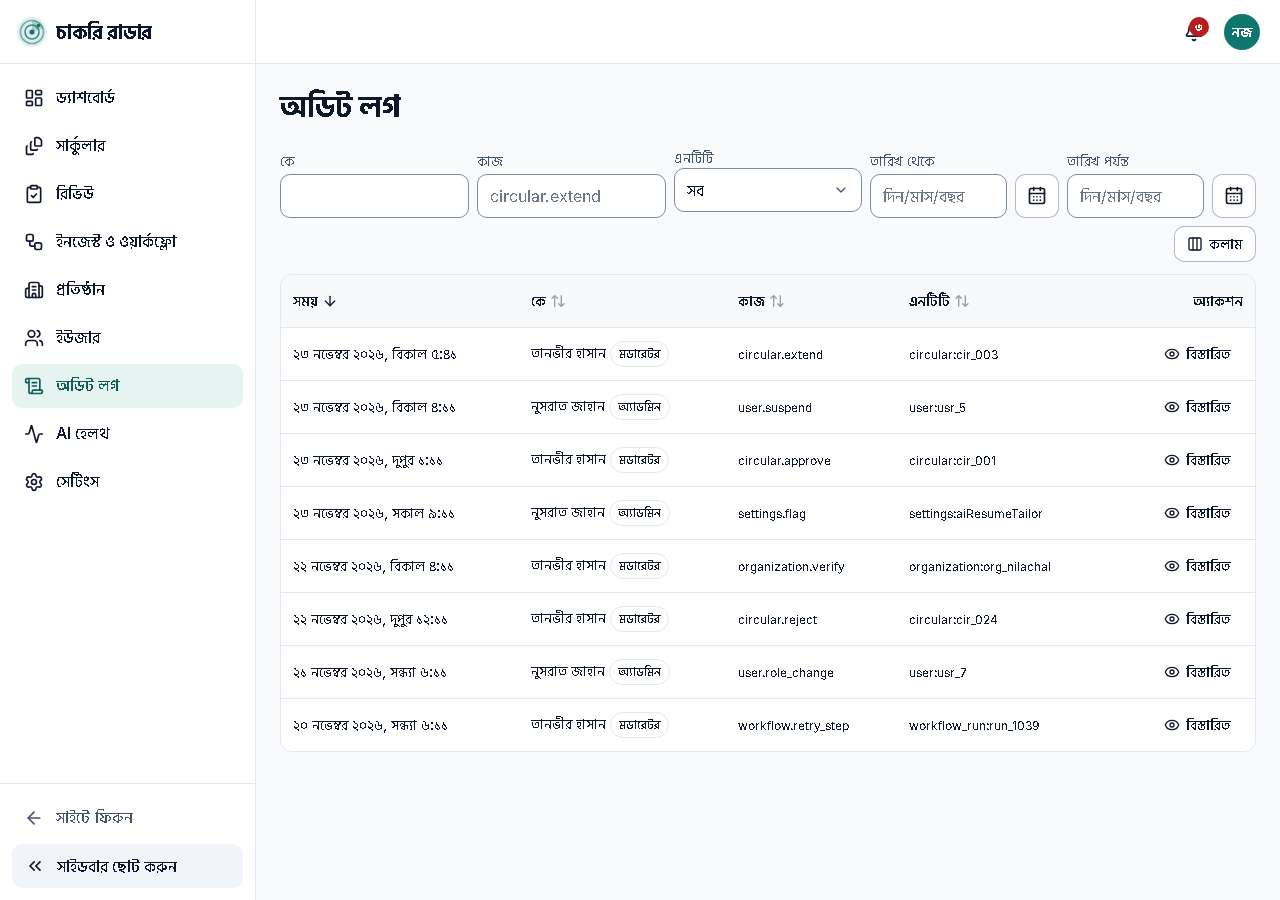 চাকরি রাডার
৩
নজ
ড্যাশবোর্ড
সার্কুলার
রিভিউ
ইনজেস্ট ও ওয়ার্কফ্লো
প্রতিষ্ঠান
ইউজার
অডিট লগ
AI হেলথ
সেটিংস
সাইটে ফিরুন
সাইডবার ছোট করুন
অডিট লগ
কে কাজ এনটিটি তারিখ থেকে তারিখ পর্যন্ত
circular.extend সব দিন/মাস/বছর দিন/মাস/বছর
কলাম
সময় কে কাজ এনটিটি অ্যাকশন
২৩ নভেম্বর ২০২৬, বিকাল ৫:৪১ তানভীর হাসান মডারেটর circular.extend circular:cir_003 বিস্তারিত
২৩ নভেম্বর ২০২৬, বিকাল ৪:১১ নুসরাত জাহান অ্যাডমিন user.suspend user:usr_5 বিস্তারিত
২৩ নভেম্বর ২০২৬, দুপুর ১:১১ তানভীর হাসান মডারেটর circular.approve circular:cir_001 বিস্তারিত
২৩ নভেম্বর ২০২৬, সকাল ৯:১১ নুসরাত জাহান অ্যাডমিন settings.flag settings:aiResumeTailor বিস্তারিত
২২ নভেম্বর ২০২৬, বিকাল ৪:১১ তানভীর হাসান মডারেটর organization.verify organization:org_nilachal বিস্তারিত
২২ নভেম্বর ২০২৬, দুপুর ১২:১১ তানভীর হাসান মডারেটর circular.reject circular:cir_024 বিস্তারিত
২১ নভেম্বর ২০২৬, সন্ধ্যা ৬:১১ নুসরাত জাহান অ্যাডমিন user.role_change user:usr_7 বিস্তারিত
২০ নভেম্বর ২০২৬, সন্ধ্যা ৬:১১ তানভীর হাসান মডারেটর workflow.retry_step workflow_run:run_1039 বিস্তারিত